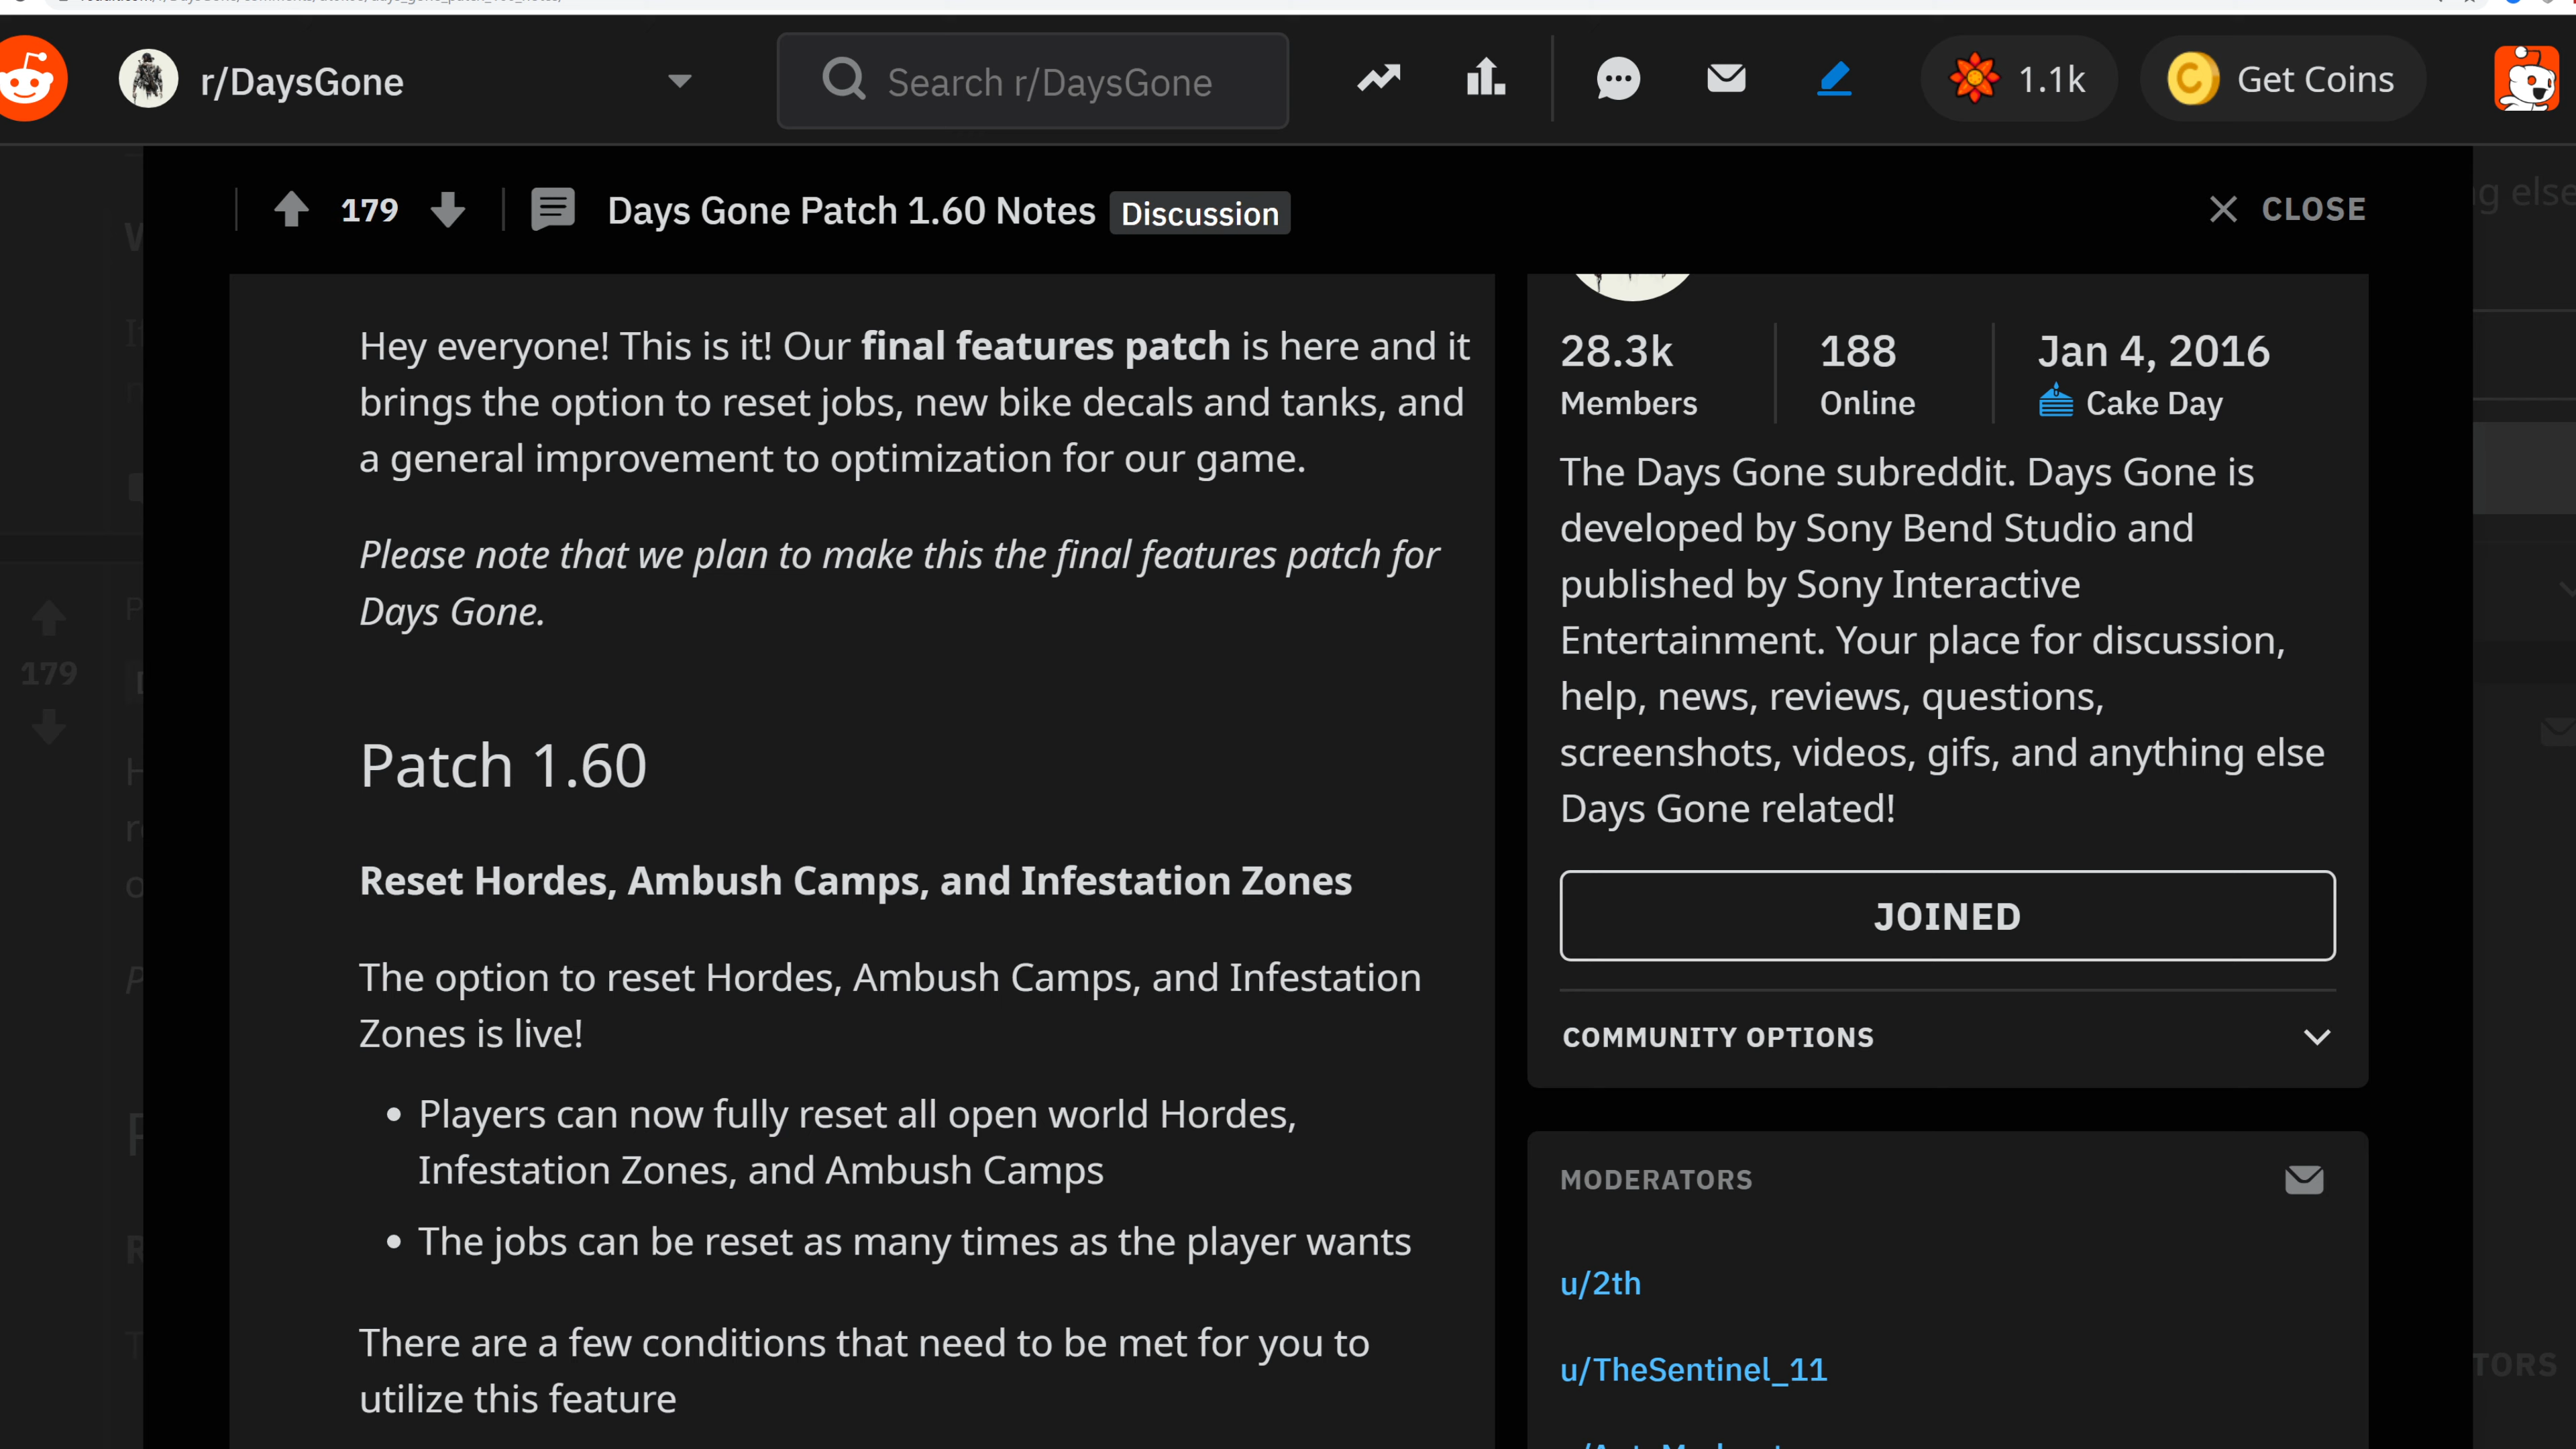 r/DaysGone
Search r/DaysGone
1.1k
Get Coins
179
Days Gone Patch 1.60 Notes
Discussion
CLOSE
Hey everyone! This is it! Our final features patch is here and it
brings the option to reset jobs, new bike decals and tanks, and
a general improvement to optimization for our game.
Please note that we plan to make this the final features patch for
Days Gone.
Patch 1.60
Reset Hordes, Ambush Camps, and Infestation Zones
The option to reset Hordes, Ambush Camps, and Infestation
Zones is live!
• Players can now fully reset all open world Hordes,
Infestation Zones, and Ambush Camps
• The jobs can be reset as many times as the player wants
There are a few conditions that need to be met for you to
utilize this feature
28.3k
Members
188
Online
Jan 4, 2016
Cake Day
The Days Gone subreddit. Days Gone is
developed by Sony Bend Studio and
published by Sony Interactive
Entertainment. Your place for discussion,
help, news, reviews, questions,
screenshots, videos, gifs, and anything else
Days Gone related!
JOINED
COMMUNITY OPTIONS
MODERATORS
u/2th
u/TheSentinel_11
179